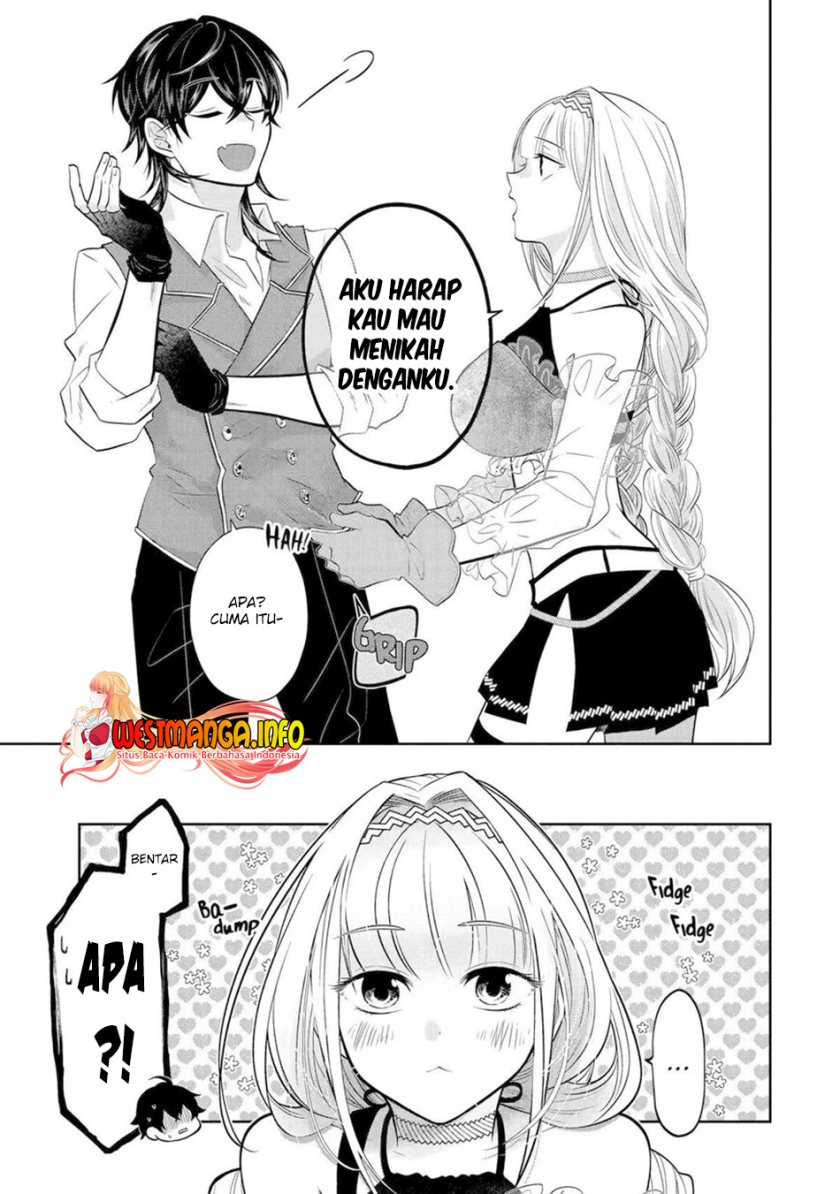 AKU HARAP
KAU MAU
MENIKAH
DENGANKU.
HAH!
APA?
CUMA ITU-
GRIP
WESTMANGA.INFO
Situs Baca Komik Berbahasa Indonesia
Fidge
Fidge
...
Ba-
dump
BENTAR
-
APA
?!